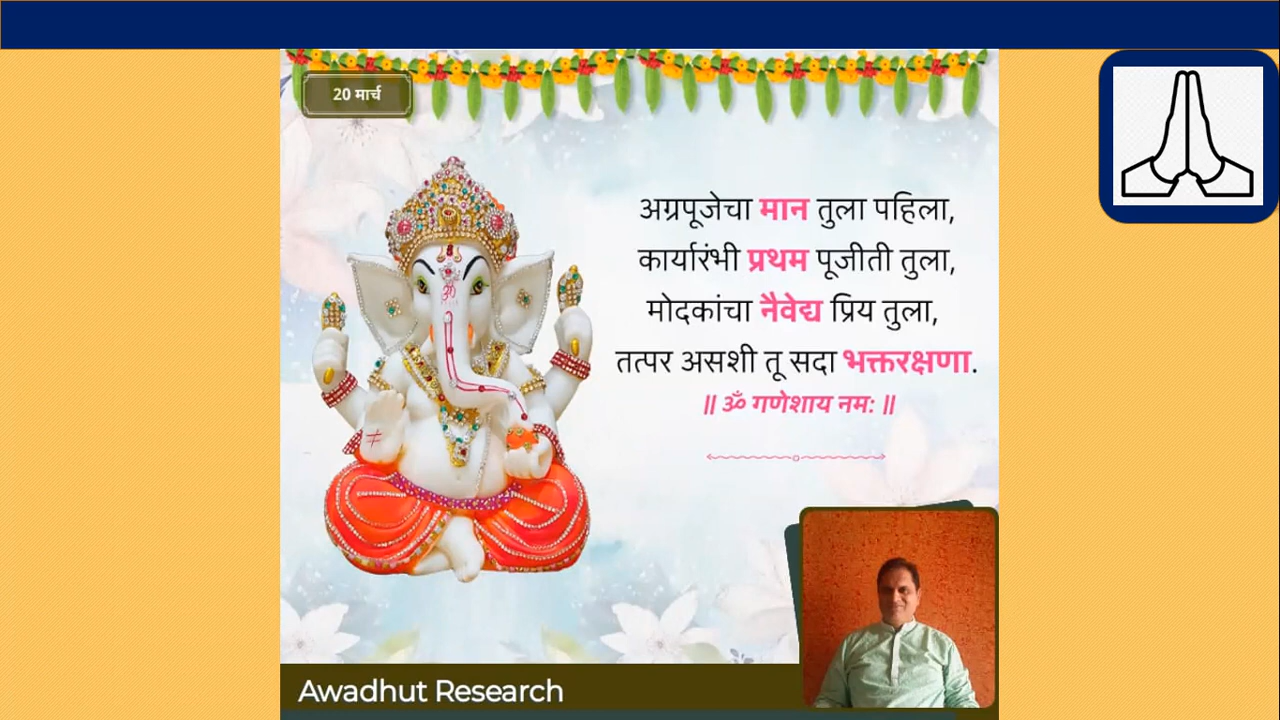 20 मार्च
अग्रपूजेचा मान तुला पहिला,
कार्यारंभी प्रथम पूजीती तुला,
मोदकांचा नैवेद्य प्रिय तुला,
तत्पर असशी तू सदा भक्तरक्षणा.
|| ॐ गणेशाय नमः ||
Awadhut Research